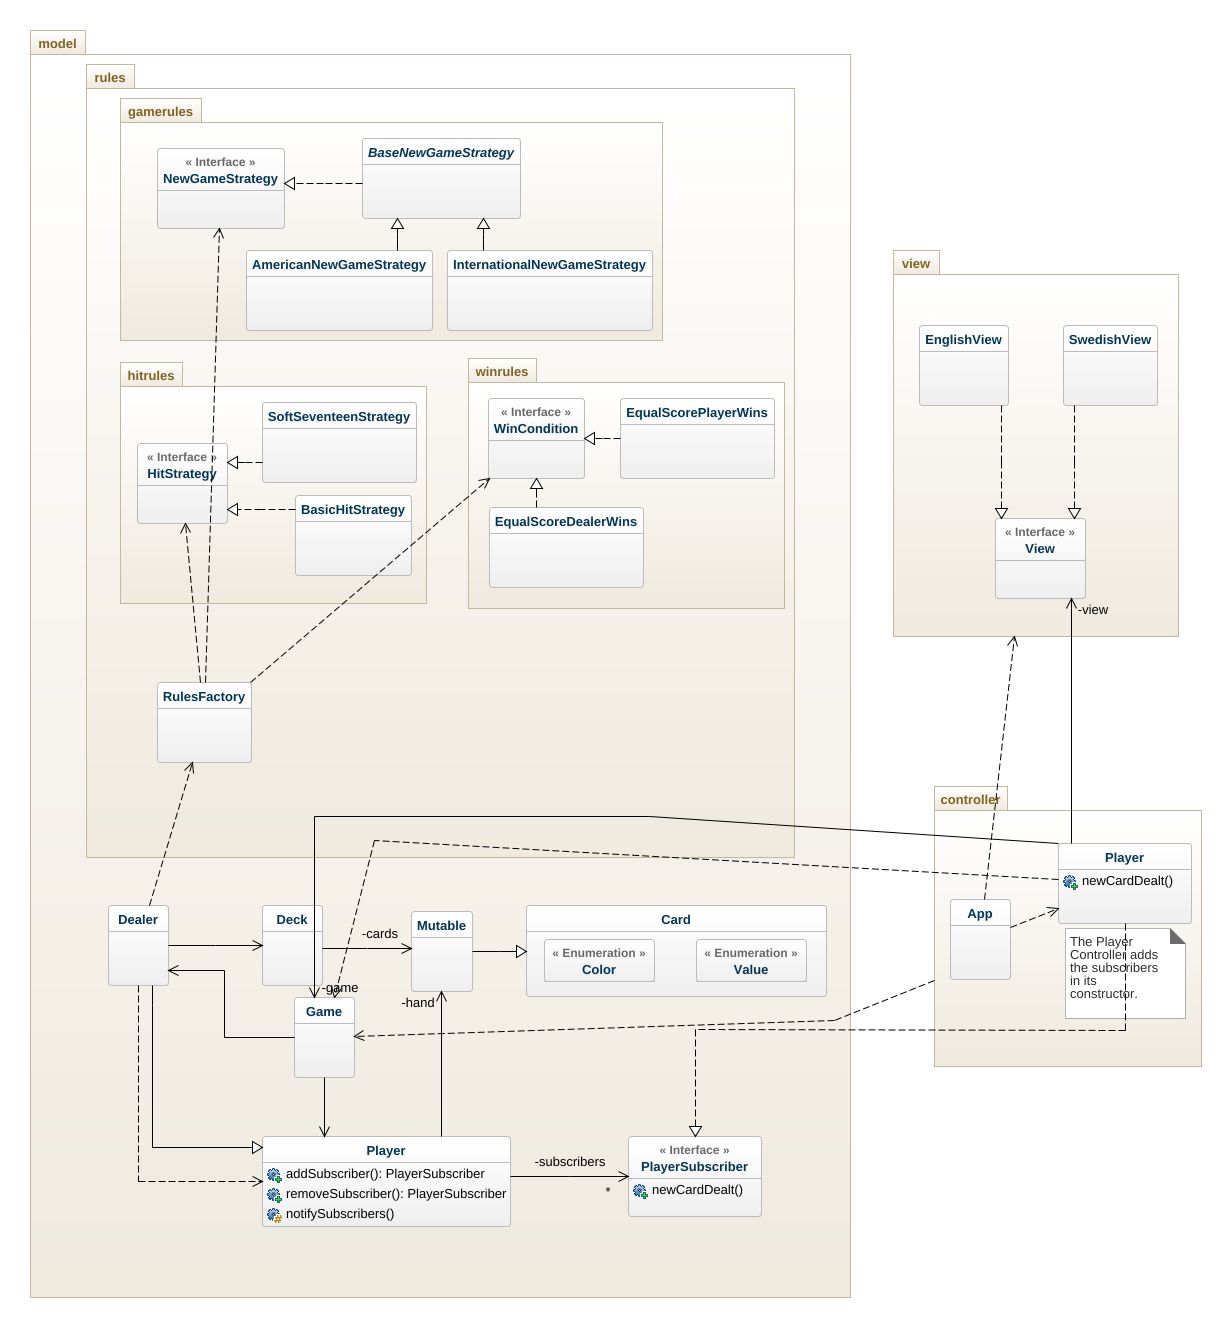 model
rules
gamerules
« Interface »
NewGameStrategy
BaseNewGameStrategy
AmericanNewGameStrategy
InternationalNewGameStrategy
hitrules
« Interface »
HitStrategy
SoftSeventeenStrategy
BasicHitStrategy
winrules
« Interface »
WinCondition
EqualScorePlayerWins
EqualScoreDealerWins
RulesFactory
view
EnglishView
SwedishView
« Interface »
View
-view
controller
Player
newCardDealt()
App
The Player
Controller adds
the subscribers
in its
constructor.
Dealer
Deck
-cards
Mutable
Card
« Enumeration »
Color
« Enumeration »
Value
-game
-hand
Game
Player
addSubscriber(): PlayerSubscriber
removeSubscriber(): PlayerSubscriber
notifySubscribers()
-subscribers
*
« Interface »
PlayerSubscriber
newCardDealt()